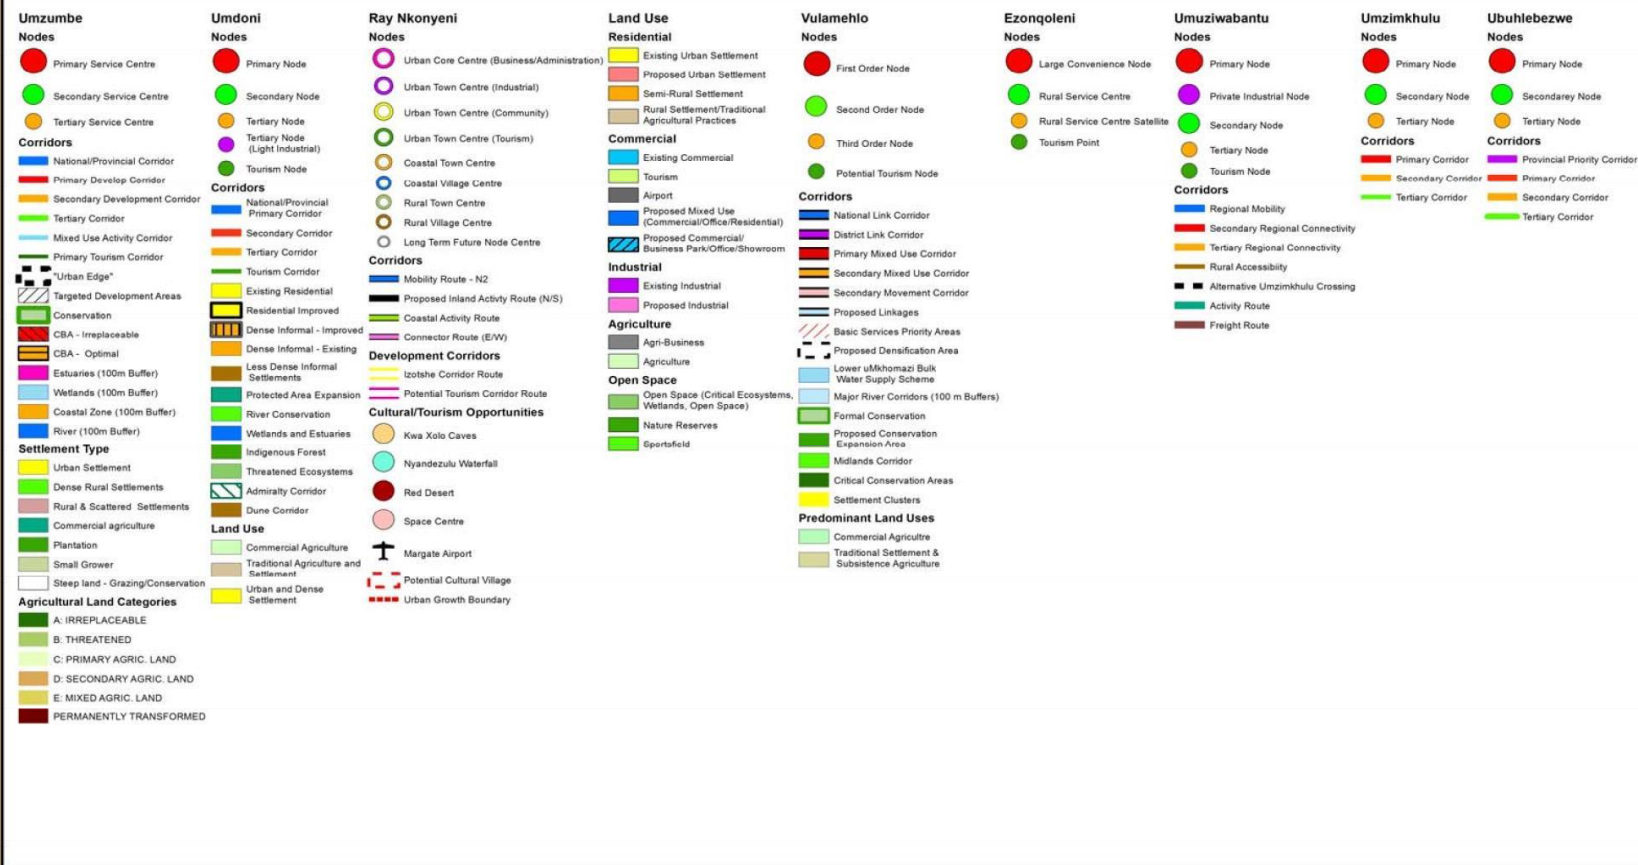 Umzumbe
Nodes
Primary Service Centre
Secondary Service Centre
Tertiary Service Centre
Corridors
National/Provincial Corridor
Primary Develop Corridor
Secondary Development Corridor
Tertiary Corridor
Mixed Use Activity Corridor
Primary Tourism Corridor
"Urban Edge"
Targeted Development Areas
Conservation
CBA - Irreplaceable
CBA - Optimal
Estuaries (100m Buffer)
Wetlands (100m Buffer)
Coastal Zone (100m Buffer)
River (100m Buffer)
Settlement Type
Urban Settlement
Dense Rural Settlements
Rural & Scattered Settlements
Commercial agriculture
Plantation
Small Grower
Steep land - Grazing/Conservation
Agricultural Land Categories
A: IRREPLACEABLE
B: THREATENED
C: PRIMARY AGRIC. LAND
D: SECONDARY AGRIC. LAND
E: MIXED AGRIC. LAND
PERMANENTLY TRANSFORMED
Umdoni
Nodes
Primary Node
Secondary Node
Tertiary Node
Tertiary Node
(Light Industrial)
Tourism Node
Corridors
National/Provincial
Primary Corridor
Secondary Corridor
Tertiary Corridor
Tourism Corridor
Existing Residential
Residential Improved
Dense Informal - Improved
Dense Informal - Existing
Less Dense Informal
Settlements
Protected Area Expansion
River Conservation
Wetlands and Estuaries
Indigenous Forest
Threatened Ecosystems
Admiralty Corridor
Dune Corridor
Land Use
Commercial Agriculture
Traditional Agriculture and
Settlement
Urban and Dense
Settlement
Ray Nkonyeni
Nodes
Urban Core Centre (Business/Administration)
Urban Town Centre (Industrial)
Urban Town Centre (Community)
Urban Town Centre (Tourism)
Coastal Town Centre
Coastal Village Centre
Rural Town Centre
Rural Village Centre
Long Term Future Node Centre
Corridors
Mobility Route - N2
Proposed Inland Activty Route (N/S)
Coastal Activity Route
Connector Route (E/W)
Development Corridors
Izotshe Corridor Route
Potential Tourism Corridor Route
Cultural/Tourism Opportunities
Kwa Xolo Caves
Nyandezulu Waterfall
Red Desert
Space Centre
Margate Airport
Potential Cultural Village
Urban Growth Boundary
Land Use
Residential
Existing Urban Settlement
Proposed Urban Settlement
Semi-Rural Settlement
Rural Settlement/Traditional
Agricultural Practices
Commercial
Existing Commercial
Tourism
Airport
Proposed Mixed Use
(Commercial/Office/Residential)
Proposed Commercial/
Business Park/Office/Showroom
Industrial
Existing Industrial
Proposed Industrial
Agriculture
Agri-Business
Agriculture
Open Space
Open Space (Critical Ecosystems,
Wetlands, Open Space)
Nature Reserves
Sportsfield
Vulamehlo
Nodes
First Order Node
Second Order Node
Third Order Node
Potential Tourism Node
Corridors
National Link Corridor
District Link Corridor
Primary Mixed Use Corridor
Secondary Mixed Use Corridor
Secondary Movement Corridor
Proposed Linkages
Basic Services Priority Areas
Proposed Densification Area
Lower uMkhomazi Bulk
Water Supply Scheme
Major River Corridors (100 m Buffers)
Formal Conservation
Proposed Conservation
Expansion Area
Midlands Corridor
Critical Conservation Areas
Settlement Clusters
Predominant Land Uses
Commercial Agricultre
Traditional Settlement &
Subsistence Agriculture
Ezonqoleni
Nodes
Large Convenience Node
Rural Service Centre
Rural Service Centre Satellite
Tourism Point
Umuziwabantu
Nodes
Primary Node
Private Industrial Node
Secondary Node
Tertiary Node
Tourism Node
Corridors
Regional Mobility
Secondary Regional Connectivity
Tertiary Regional Connectivity
Rural Accessibiity
Alternative Umzimkhulu Crossing
Activity Route
Freight Route
Umzimkhulu
Nodes
Primary Node
Secondary Node
Tertiary Node
Corridors
Primary Corridor
Secondary Corridor
Tertiary Corridor
Ubuhlebezwe
Nodes
Primary Node
Secondarey Node
Tertiary Node
Corridors
Provincial Priority Corridor
Primary Corridor
Secondary Corridor
Tertiary Corridor